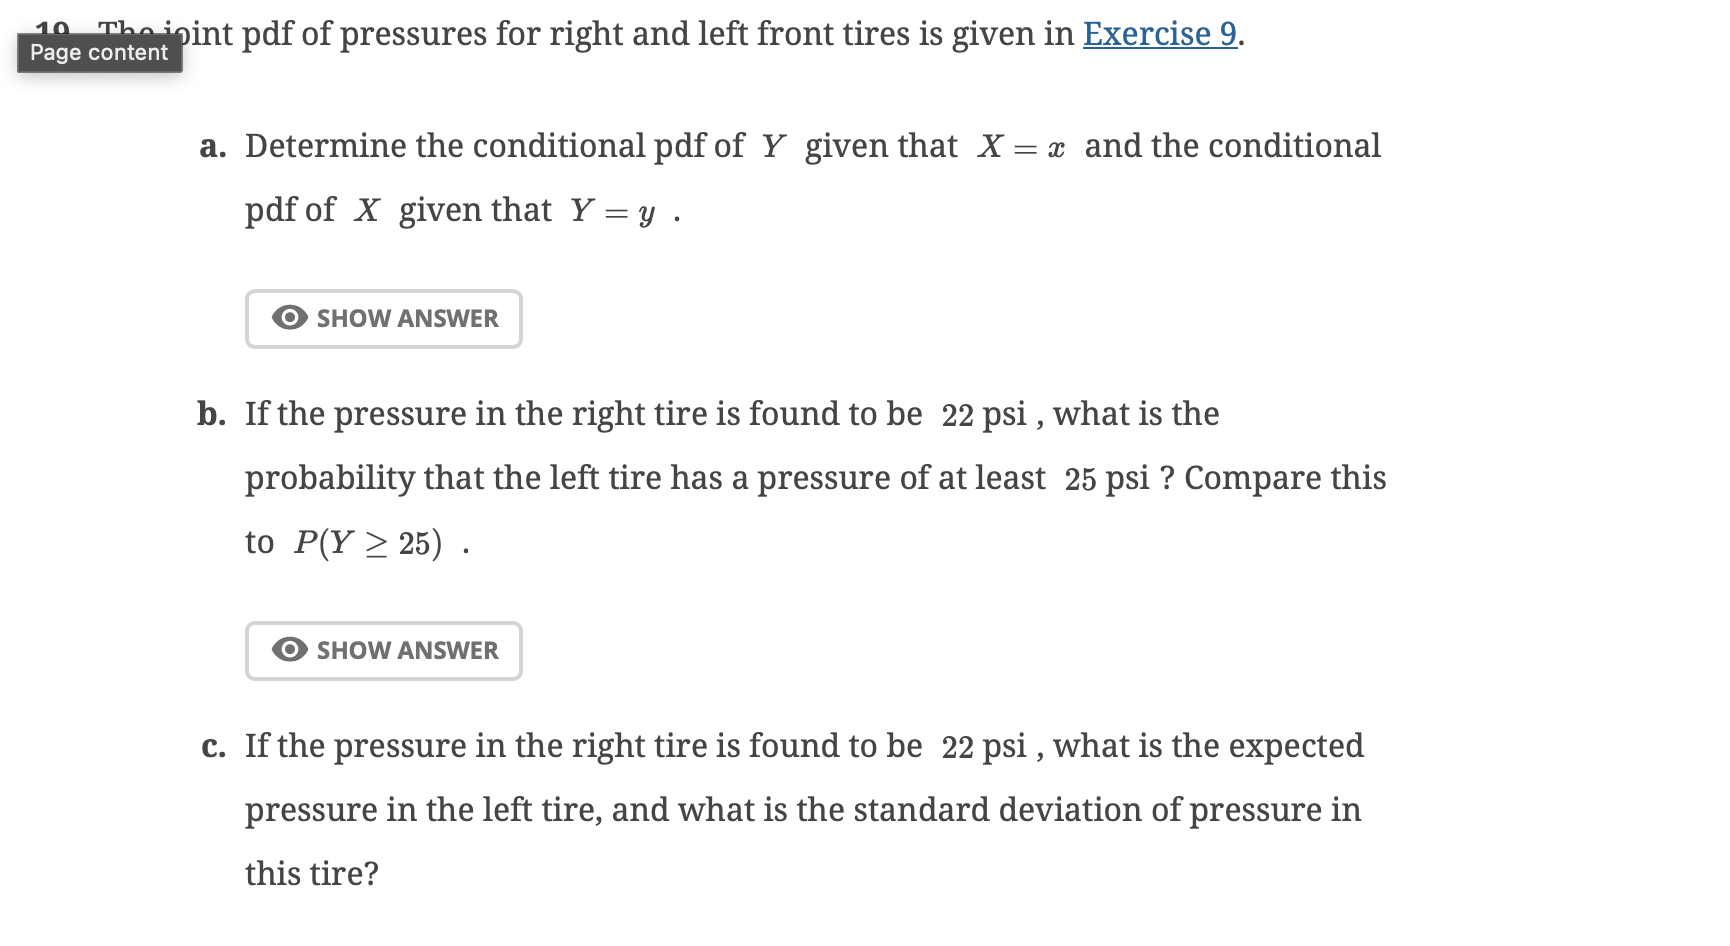 19. The joint pdf of pressures for right and left front tires is given in Exercise 9.
Page content
a. Determine the conditional pdf of Y given that X = x and the conditional
pdf of X given that Y = y .
SHOW ANSWER
b. If the pressure in the right tire is found to be 22 psi , what is the
probability that the left tire has a pressure of at least 25 psi ? Compare this
to P(Y ≥ 25) .
SHOW ANSWER
c. If the pressure in the right tire is found to be 22 psi , what is the expected
pressure in the left tire, and what is the standard deviation of pressure in
this tire?